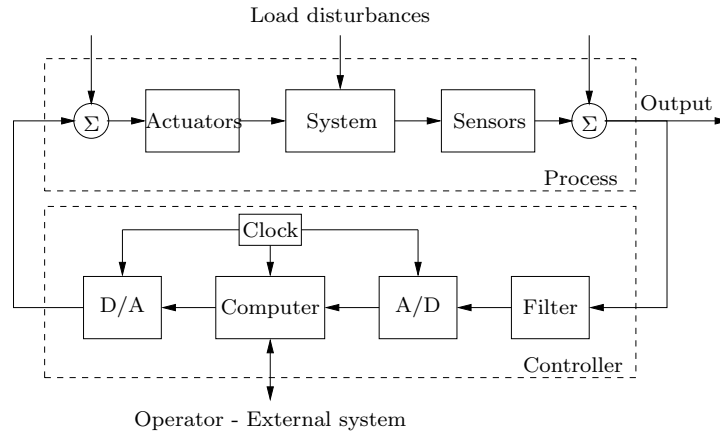 Load disturbances
Output
Σ
Actuators
System
Sensors
Σ
Process
Clock
D/A
Computer
A/D
Filter
Controller
Operator - External system